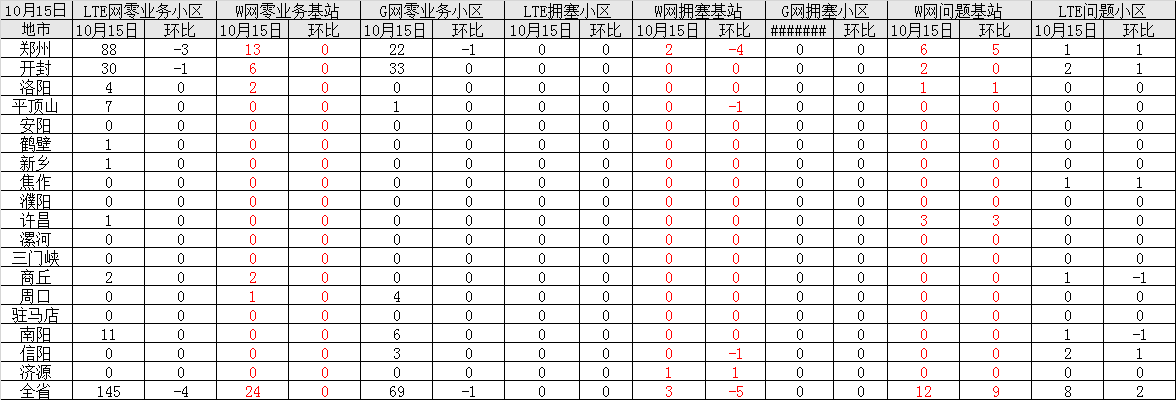 10月15日 LTE网零业务小区 W网零业务基站 G网零业务小区 LTE拥塞小区 W网拥塞基站 G网拥塞小区 W网问题基站 LTE问题小区
地市 10月15日 环比 10月15日 环比 10月15日 环比 10月15日 环比 10月15日 环比 ####### 环比 10月15日 环比 10月15日 环比
郑州 88 -3 13 0 22 -1 0 0 2 -4 0 0 6 5 1 1
开封 30 -1 6 0 33 0 0 0 0 0 0 0 2 0 2 1
洛阳 4 0 2 0 0 0 0 0 0 0 0 0 1 1 0 0
平顶山 7 0 0 0 1 0 0 0 0 -1 0 0 0 0 0 0
安阳 0 0 0 0 0 0 0 0 0 0 0 0 0 0 0 0
鹤壁 1 0 0 0 0 0 0 0 0 0 0 0 0 0 0 0
新乡 1 0 0 0 0 0 0 0 0 0 0 0 0 0 0 0
焦作 0 0 0 0 0 0 0 0 0 0 0 0 0 0 1 1
濮阳 0 0 0 0 0 0 0 0 0 0 0 0 0 0 0 0
许昌 1 0 0 0 0 0 0 0 0 0 0 0 3 3 0 0
漯河 0 0 0 0 0 0 0 0 0 0 0 0 0 0 0 0
三门峡 0 0 0 0 0 0 0 0 0 0 0 0 0 0 0 0
商丘 2 0 2 0 0 0 0 0 0 0 0 0 0 0 1 -1
周口 0 0 1 0 4 0 0 0 0 0 0 0 0 0 0 0
驻马店 0 0 0 0 0 0 0 0 0 0 0 0 0 0 0 0
南阳 11 0 0 0 6 0 0 0 0 0 0 0 0 0 1 -1
信阳 0 0 0 0 3 0 0 0 0 -1 0 0 0 0 2 1
济源 0 0 0 0 0 0 0 0 1 1 0 0 0 0 0 0
全省 145 -4 24 0 69 -1 0 0 3 -5 0 0 12 9 8 2